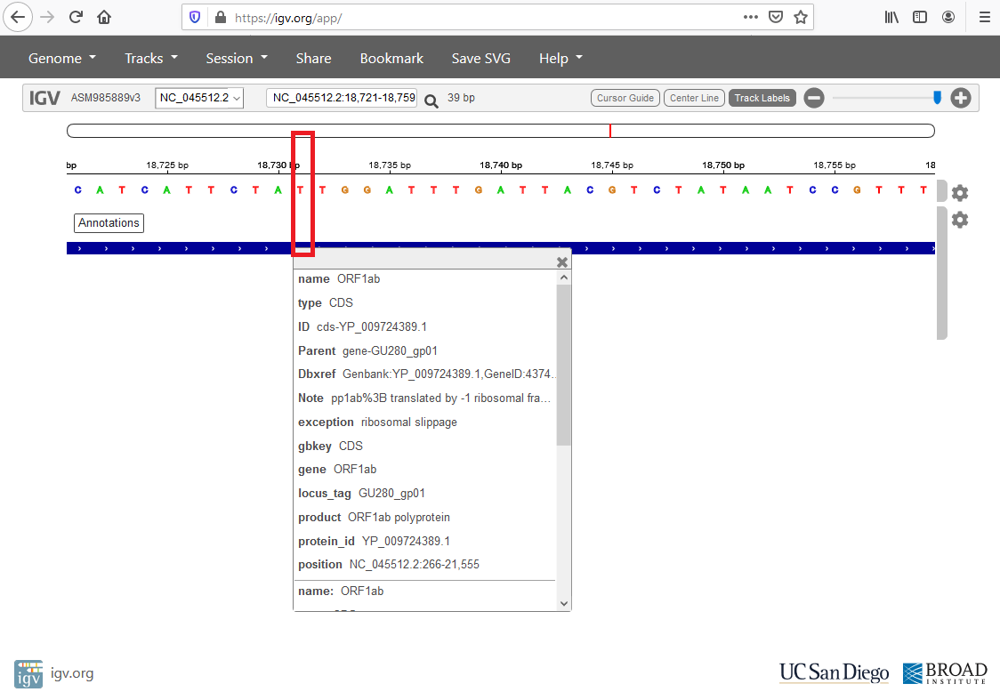 https://igv.org/app/
Genome Tracks Session Share Bookmark Save SVG Help
IGV ASM985889v3 NC_045512.2 NC_045512.2:18,721-18,759 39 bp Cursor Guide Center Line Track Labels
bp 18,725 bp 18,730 bp 18,735 bp 18,740 bp 18,745 bp 18,750 bp 18,755 bp 18
C A T C A T T C T A T T G G A T T T G A T T A C G T C T A T A A T C C G T T T
Annotations
name ORF1ab
type CDS
ID cds-YP_009724389.1
Parent gene-GU280_gp01
Dbxref Genbank:YP_009724389.1,GeneID:4374..
Note pp1ab%3B translated by -1 ribosomal fra...
exception ribosomal slippage
gbkey CDS
gene ORF1ab
locus_tag GU280_gp01
product ORF1ab polyprotein
protein_id YP_009724389.1
position NC_045512.2:266-21,555
name: ORF1ab
igv igv.org UC San Diego BROAD
INSTITUTE